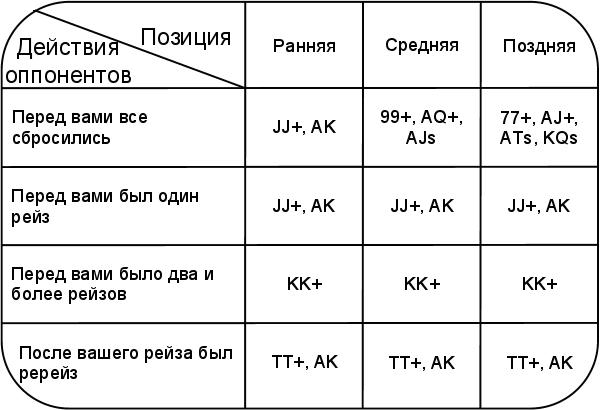 Позиция
Действия
оппонентов
Ранняя
Средняя
Поздняя
Перед вами все
сбросились
JJ+, AK
99+, AQ+,
AJs
77+, AJ+,
ATs, KQs
Перед вами был один
рейз
JJ+, AK
JJ+, AK
JJ+, AK
Перед вами было два и
более рейзов
KK+
KK+
KK+
После вашего рейза был
ререйз
TT+, AK
TT+, AK
TT+, AK